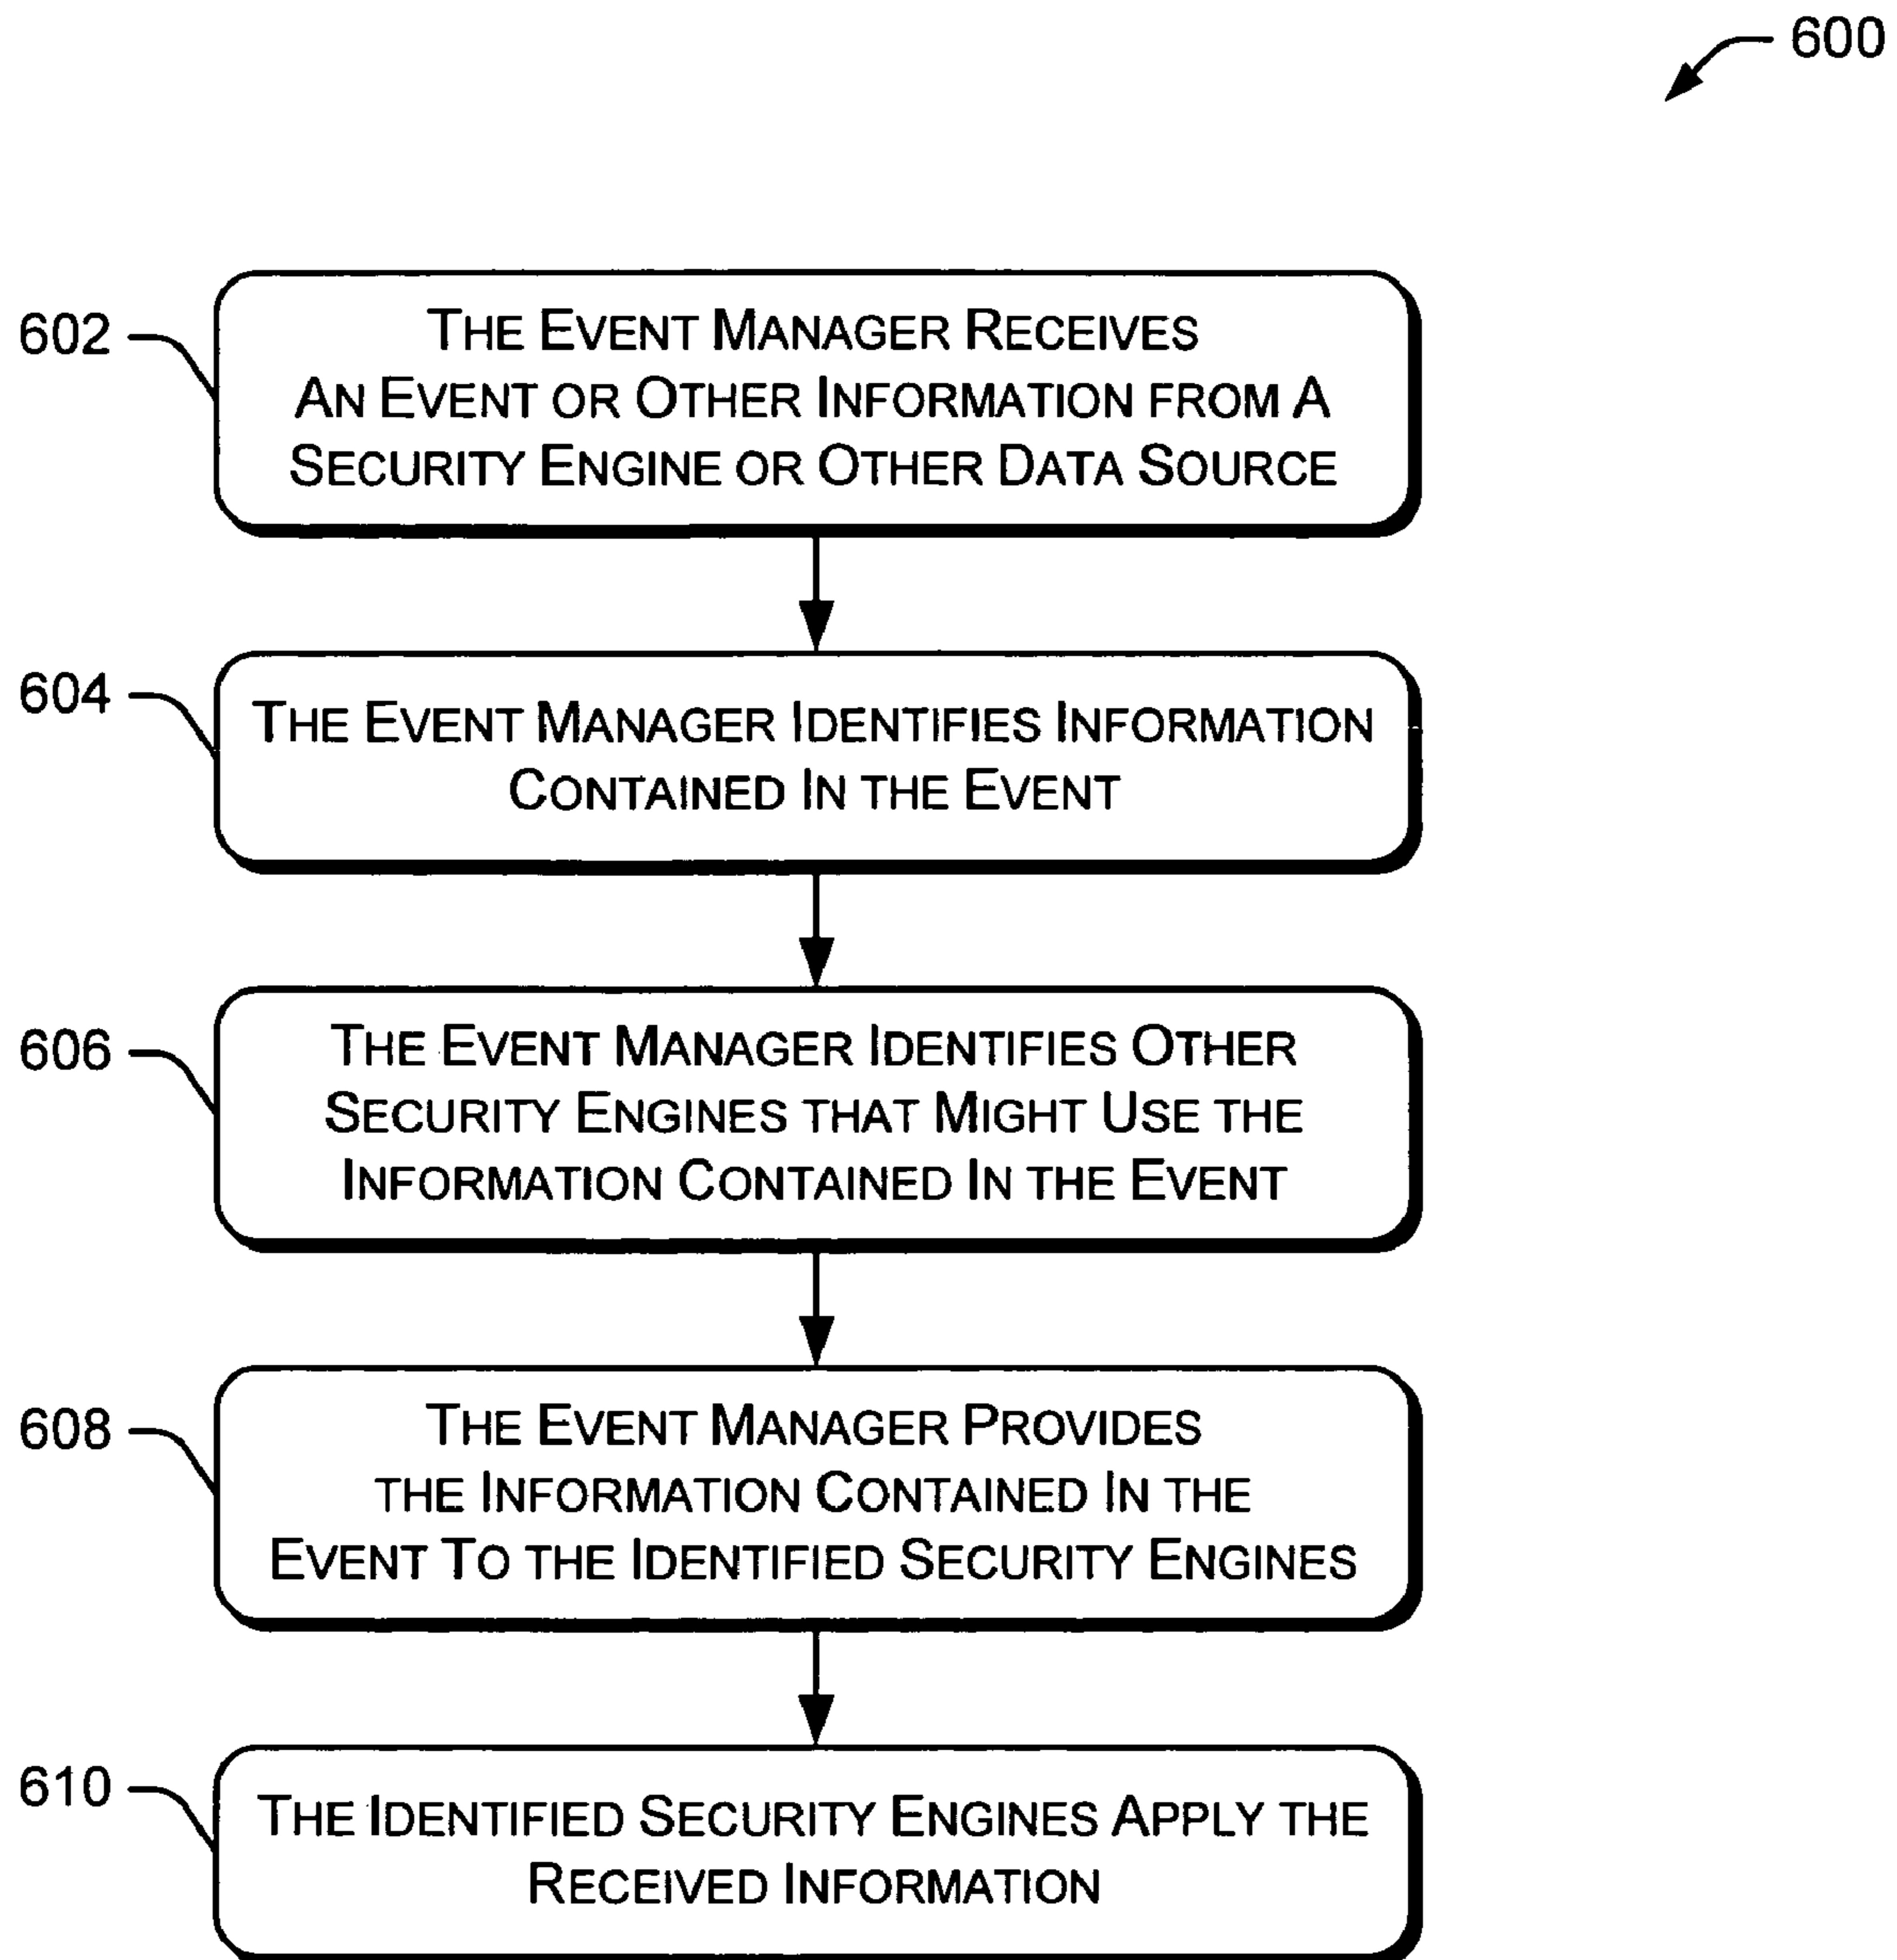 600
602
THE EVENT MANAGER RECEIVES
AN EVENT OR OTHER INFORMATION FROM A
SECURITY ENGINE OR OTHER DATA SOURCE
604
THE EVENT MANAGER IDENTIFIES INFORMATION
CONTAINED IN THE EVENT
606
THE EVENT MANAGER IDENTIFIES OTHER
SECURITY ENGINES THAT MIGHT USE THE
INFORMATION CONTAINED IN THE EVENT
608
THE EVENT MANAGER PROVIDES
THE INFORMATION CONTAINED IN THE
EVENT TO THE IDENTIFIED SECURITY ENGINES
610
THE IDENTIFIED SECURITY ENGINES APPLY THE
RECEIVED INFORMATION